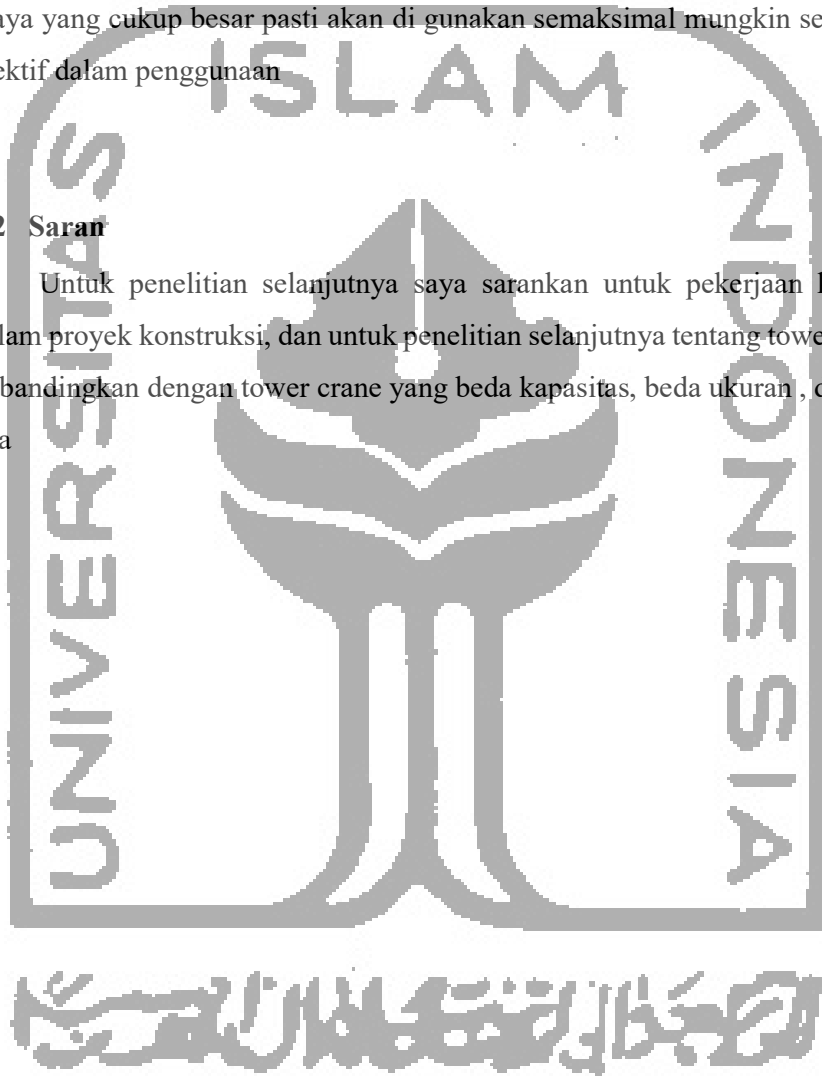 aya yang cukup besar pasti akan di gunakan semaksimal mungkin se
ektif dalam penggunaan
ISLAM
UNIVERSITAS
INDONESIA
2 Saran
Untuk penelitian selanjutnya saya sarankan untuk pekerjaan
lam proyek konstruksi, dan untuk penelitian selanjutnya tentang towe
bandingkan dengan tower crane yang beda kapasitas, beda ukuran , d
a